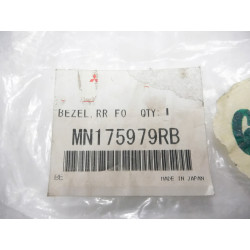 BEZEL,RR FO QTY: 1
MN175979RB
MADE IN JAPAN